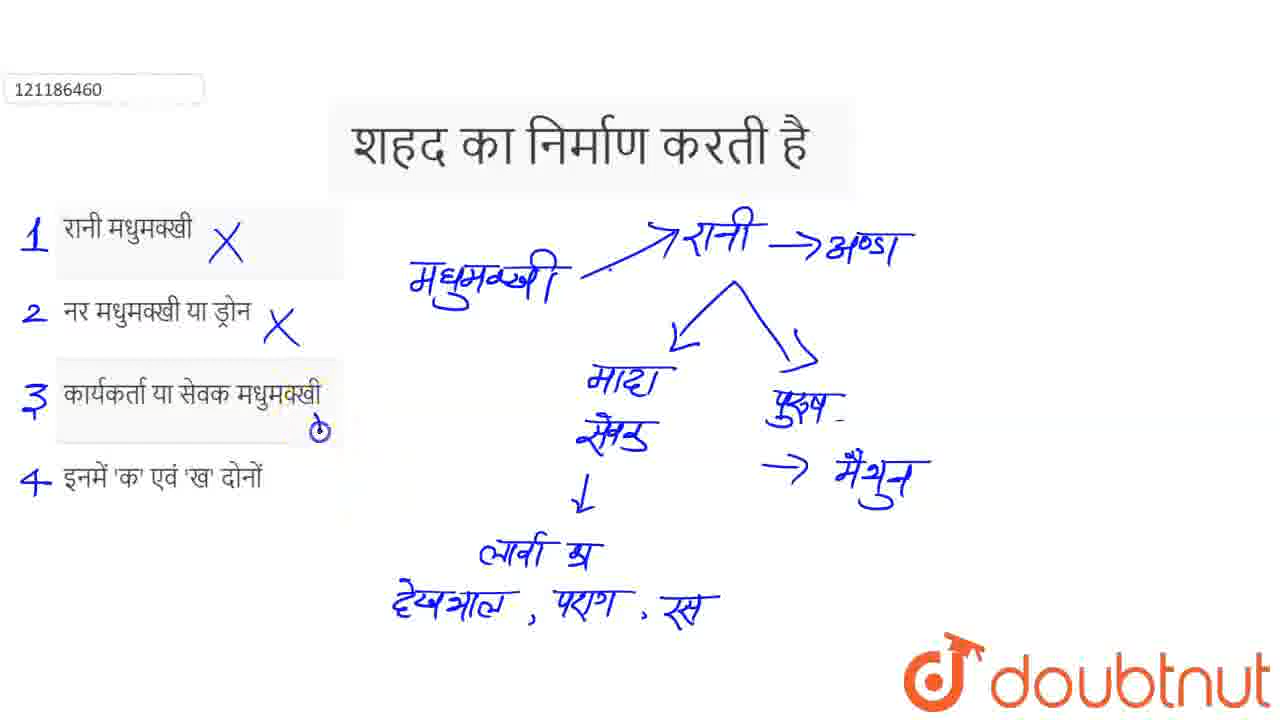 121186460
शहद का निर्माण करती है
1 रानी मधुमक्खी X
2 नर मधुमक्खी या ड्रोन X
3 कार्यकर्ता या सेवक मधुमक्खी
4 इनमें 'क' एवं 'ख' दोनों
मधुमक्खी → रानी → अण्डा
मादा
सेवक
पुरुष
→ मैथुन
लार्वा
देखभाल, पराग, रस
doubtnut